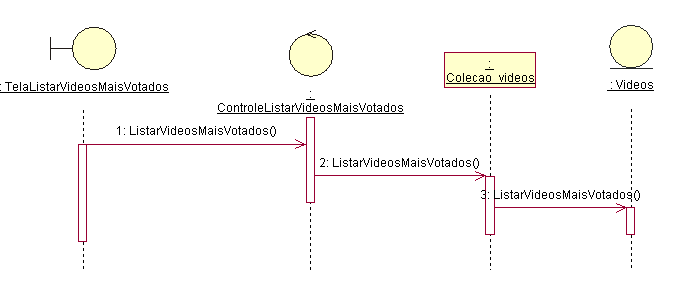 : TelaListarVideosMaisVotados
:
ControleListarVideosMaisVotados
:
Colecao_videos
: Videos
1: ListarVideosMaisVotados()
2: ListarVideosMaisVotados()
3: ListarVideosMaisVotados()